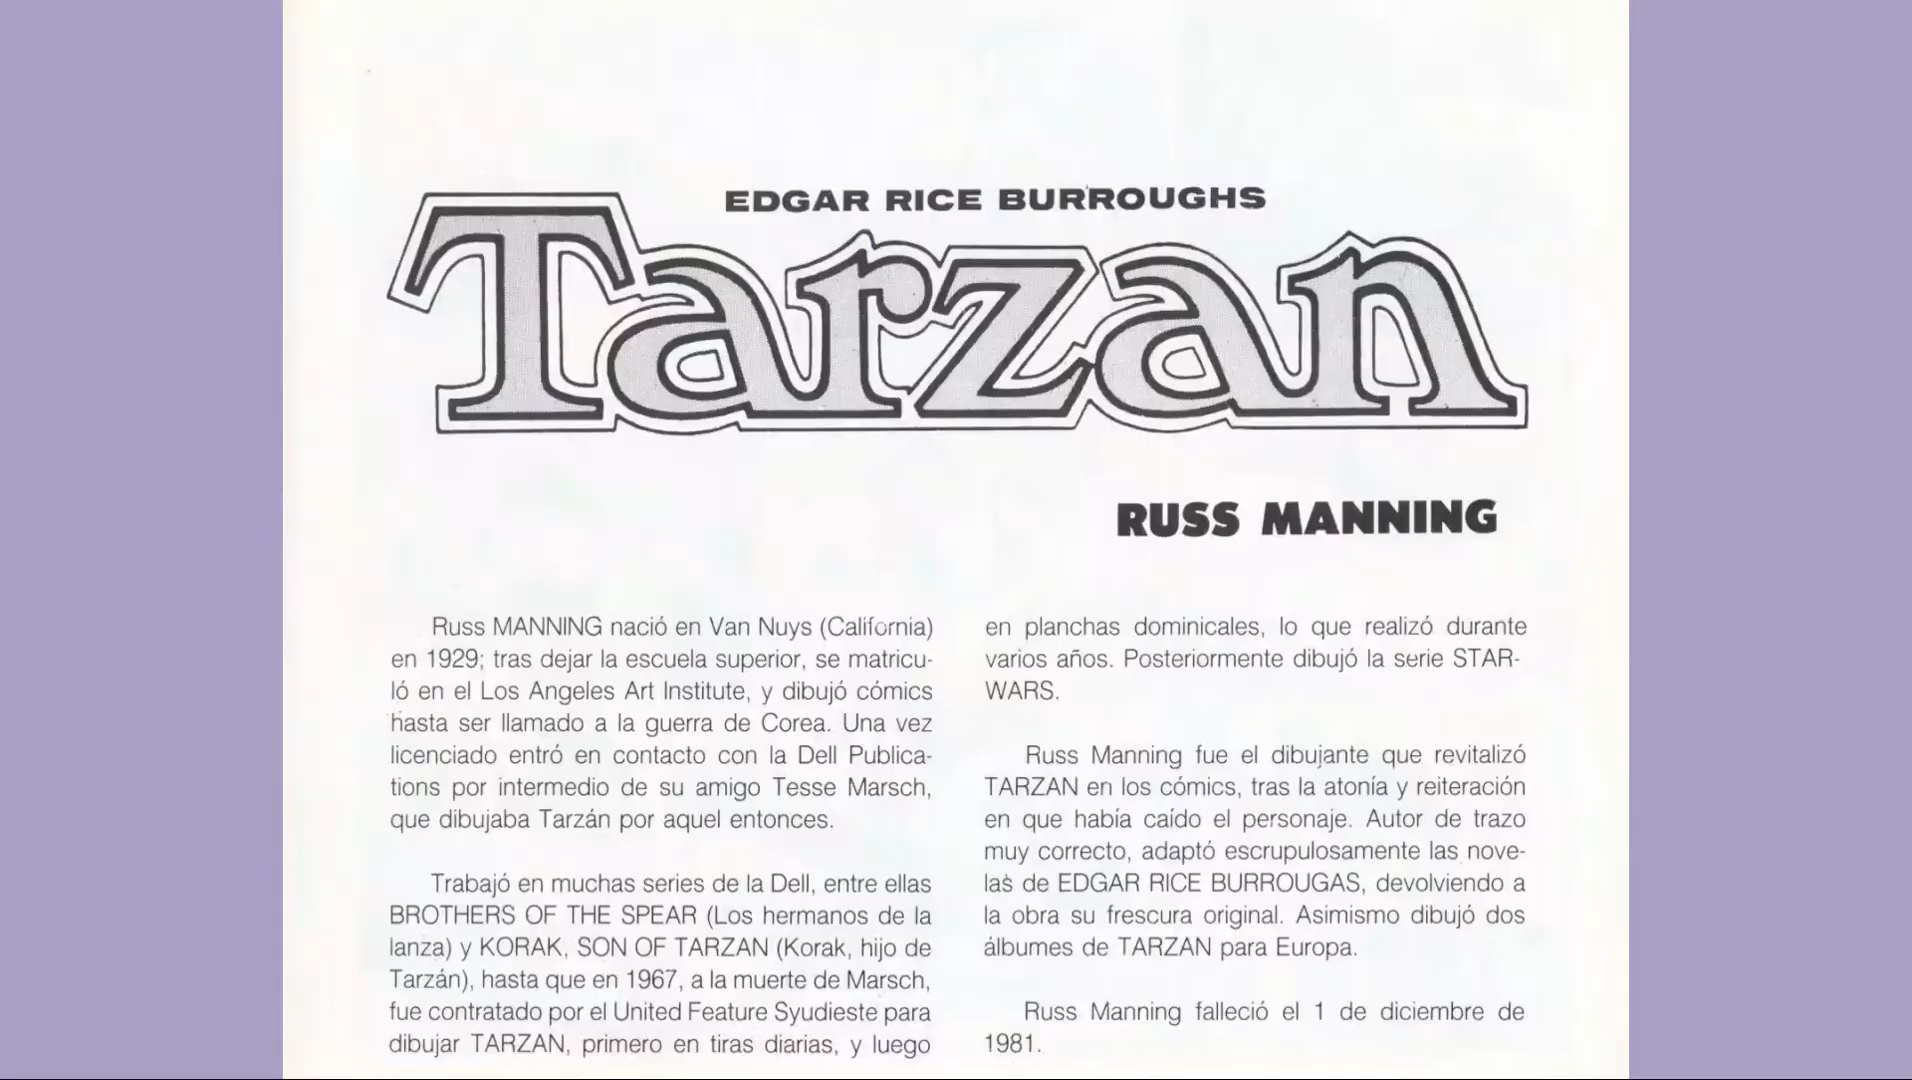 EDGAR RICE BURROUGHS
Tarzan
RUSS MANNING
Russ MANNING nació en Van Nuys (California)
en 1929; tras dejar la escuela superior, se matricu-
ló en el Los Angeles Art Institute, y dibujó cómics
hasta ser llamado a la guerra de Corea. Una vez
licenciado entró en contacto con la Dell Publica-
tions por intermedio de su amigo Tesse Marsch,
que dibujaba Tarzán por aquel entonces.
Trabajó en muchas series de la Dell, entre ellas
BROTHERS OF THE SPEAR (Los hermanos de la
lanza) y KORAK, SON OF TARZAN (Korak, hijo de
Tarzán), hasta que en 1967, a la muerte de Marsch,
fue contratado por el United Feature Syudieste para
dibujar TARZAN, primero en tiras diarias, y luego
en planchas dominicales, lo que realizó durante
varios años. Posteriormente dibujó la serie STAR-
WARS.
Russ Manning fue el dibujante que revitalizó
TARZAN en los cómics, tras la atonía y reiteración
en que había caído el personaje. Autor de trazo
muy correcto, adaptó escrupulosamente las nove-
las de EDGAR RICE BURROUGAS, devolviendo a
la obra su frescura original. Asimismo dibujó dos
álbumes de TARZAN para Europa.
Russ Manning falleció el 1 de diciembre de
1981.